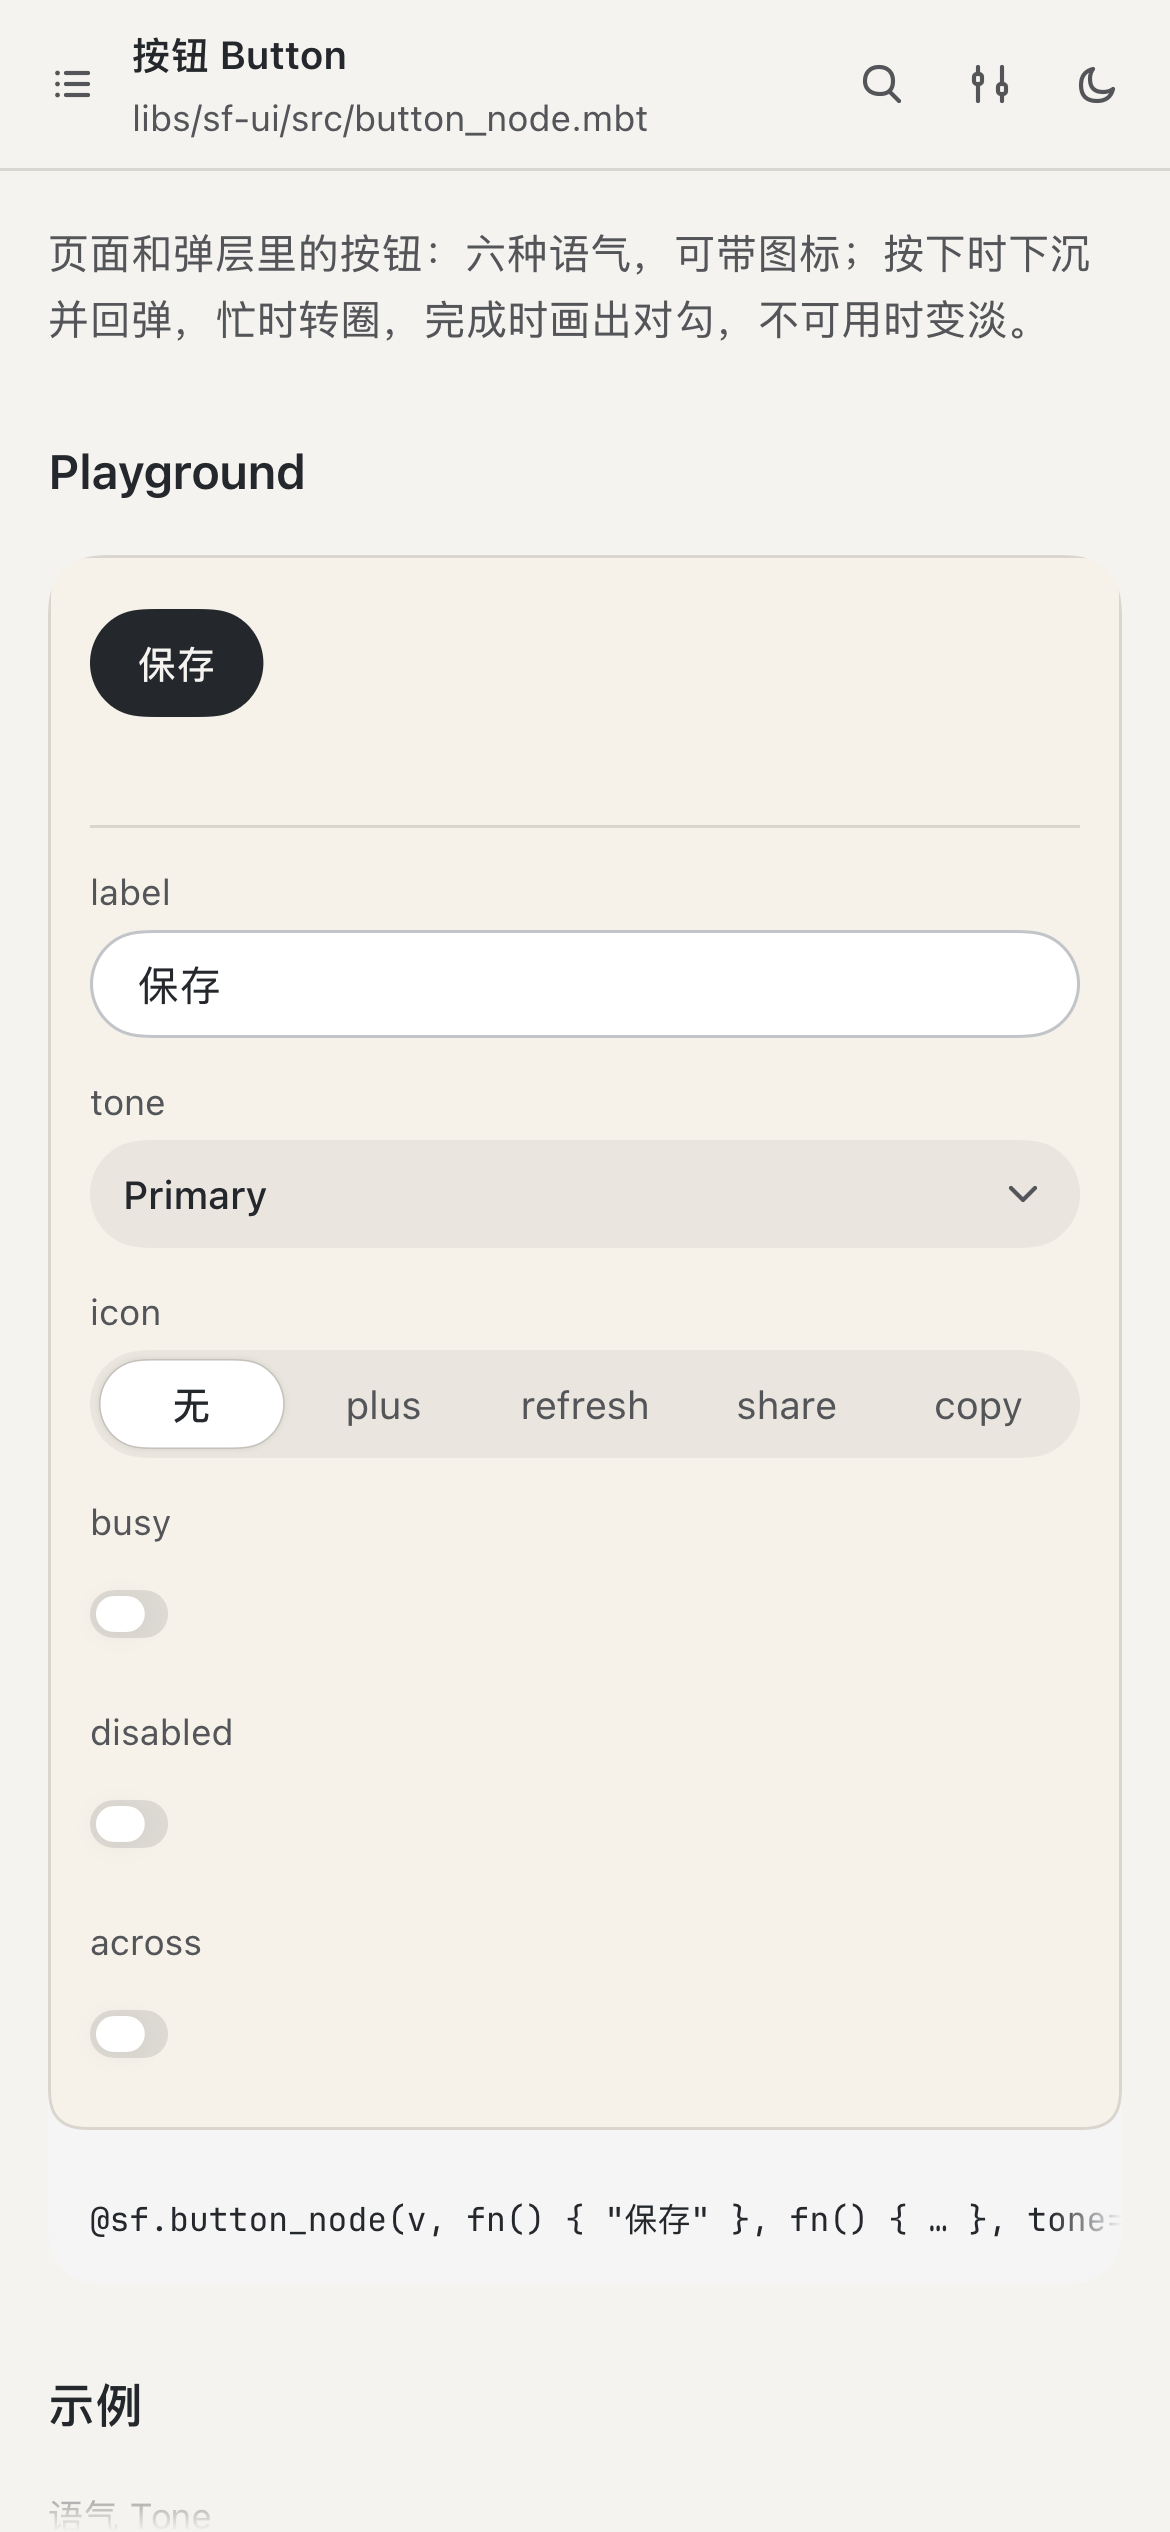 按钮 Button
libs/sf-ui/src/button_node.mbt
页面和弹层里的按钮：六种语气，可带图标；按下时下沉
并回弹，忙时转圈，完成时画出对勾，不可用时变淡。
Playground
保存
label
保存
tone
Primary
icon
无 plus refresh share copy
busy
disabled
across
@sf.button_node(v, fn() { "保存" }, fn() { … }, tone=
示例
语气 Tone